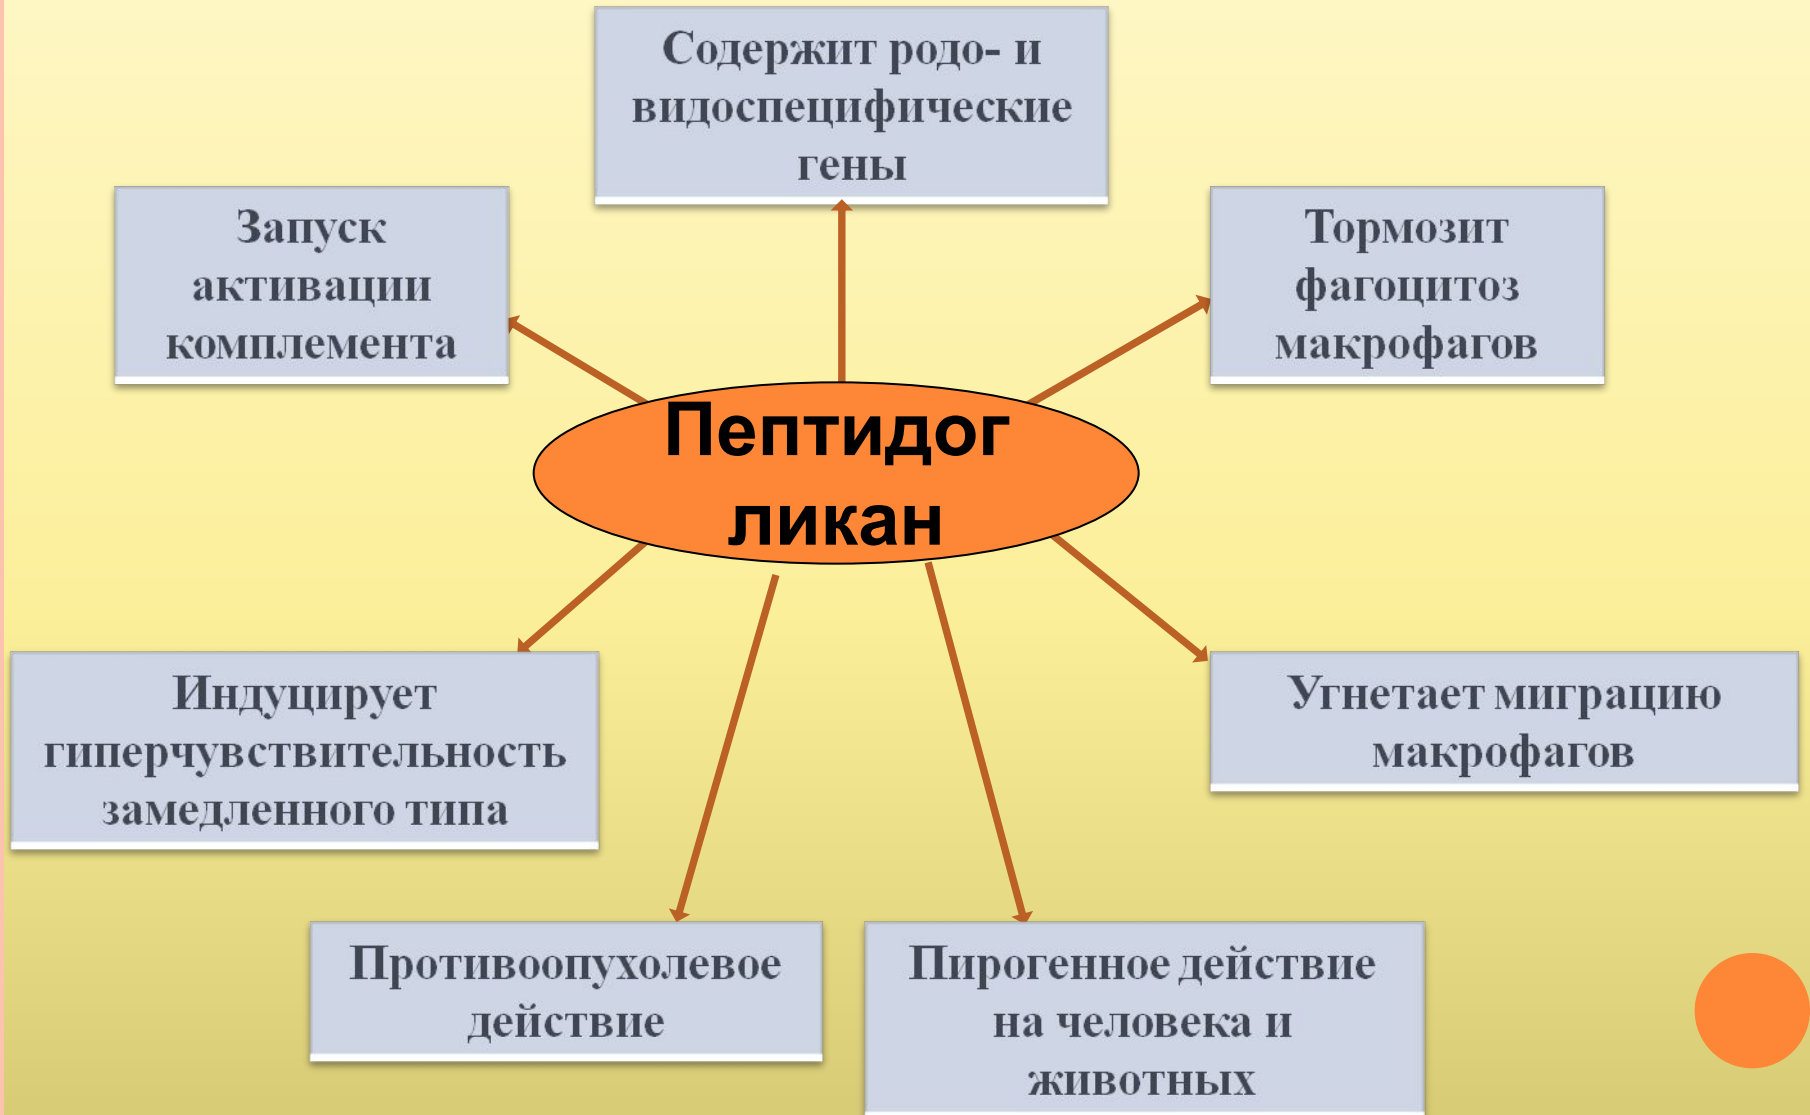 Содержит родо- и
видоспецифические
гены
Запуск
активации
комплемента
Тормозит
фагоцитоз
макрофагов
Пептидог
ликан
Индуцирует
гиперчувствительность
замедленного типа
Угнетает миграцию
макрофагов
Противоопухолевое
действие
Пирогенное действие
на человека и
животных